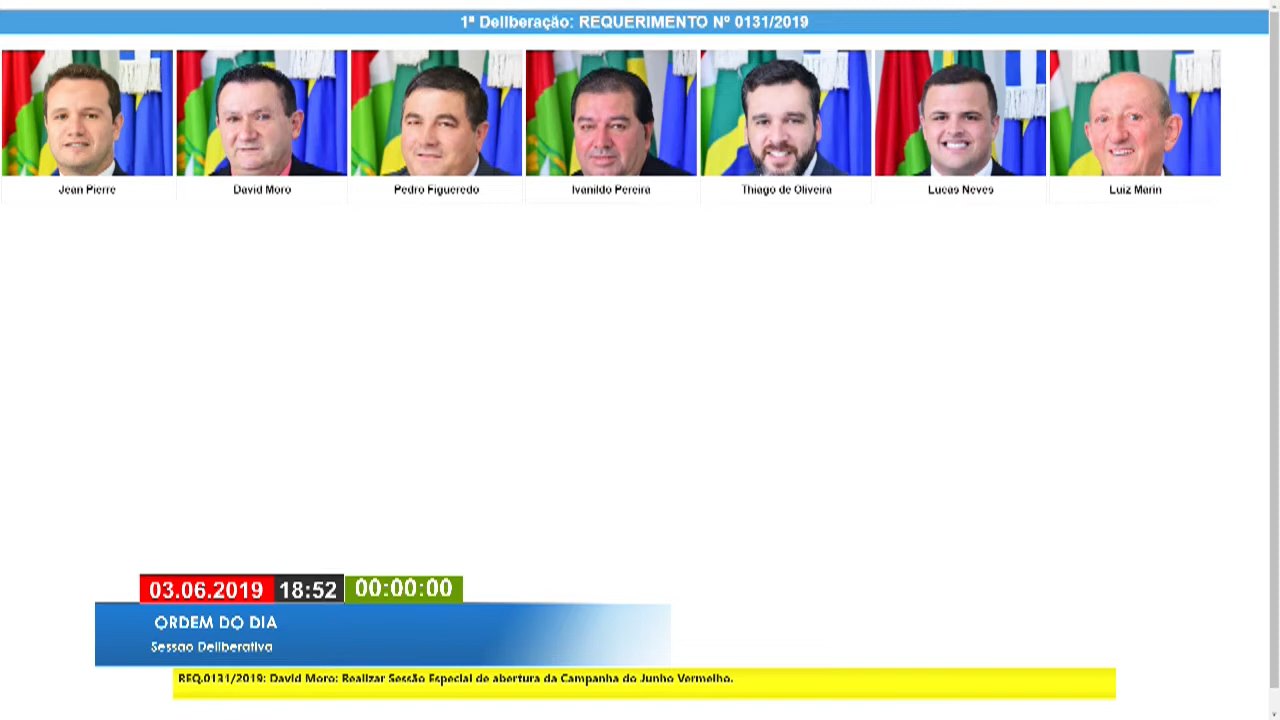 1ª Deliberação: REQUERIMENTO Nº 0131/2019
Jean Pierre
David Moro
Pedro Figueredo
Ivanildo Pereira
Thiago de Oliveira
Lucas Neves
Luiz Marin
03.06.2019 18:52 00:00:00
ORDEM DO DIA
Sessao Deliberativa
REQ.0131/2019: David Moro: Realizar Sessão Especial de abertura da Campanha do Junho Vermelho.